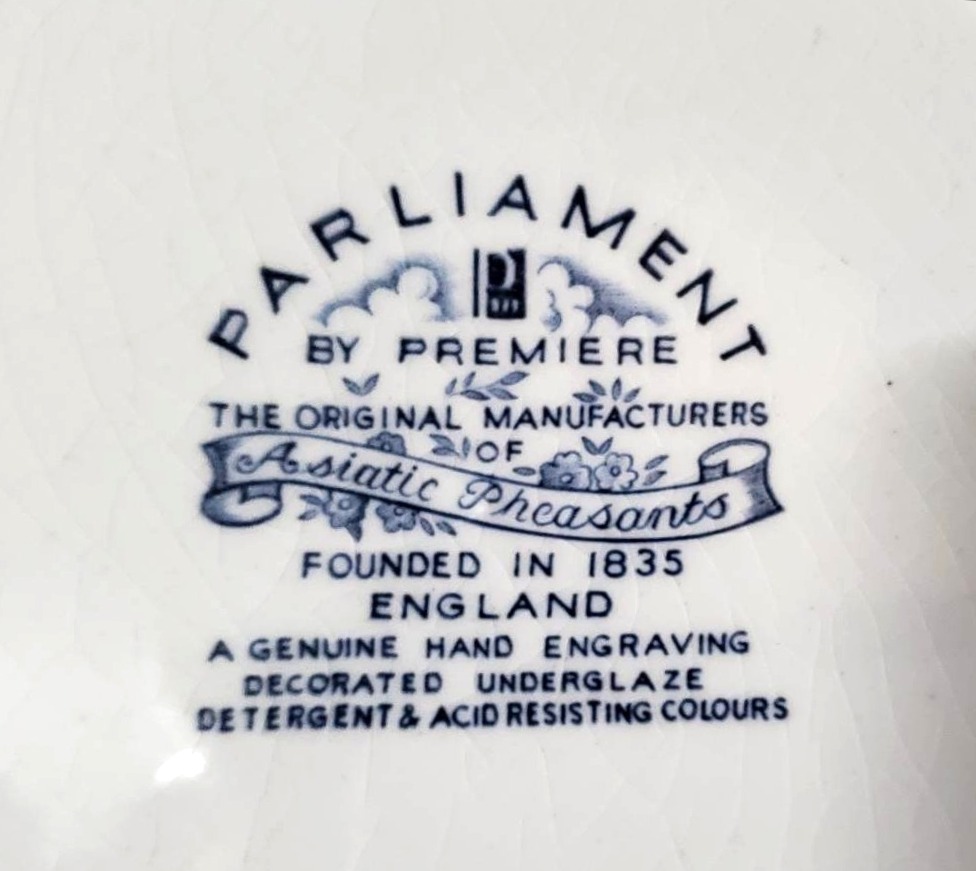 PARLIAMENT
BY PREMIERE
THE ORIGINAL MANUFACTURERS
OF
Asiatic Pheasants
FOUNDED IN 1835
ENGLAND
A GENUINE HAND ENGRAVING
DECORATED UNDERGLAZE
DETERGENT & ACID RESISTING COLOURS